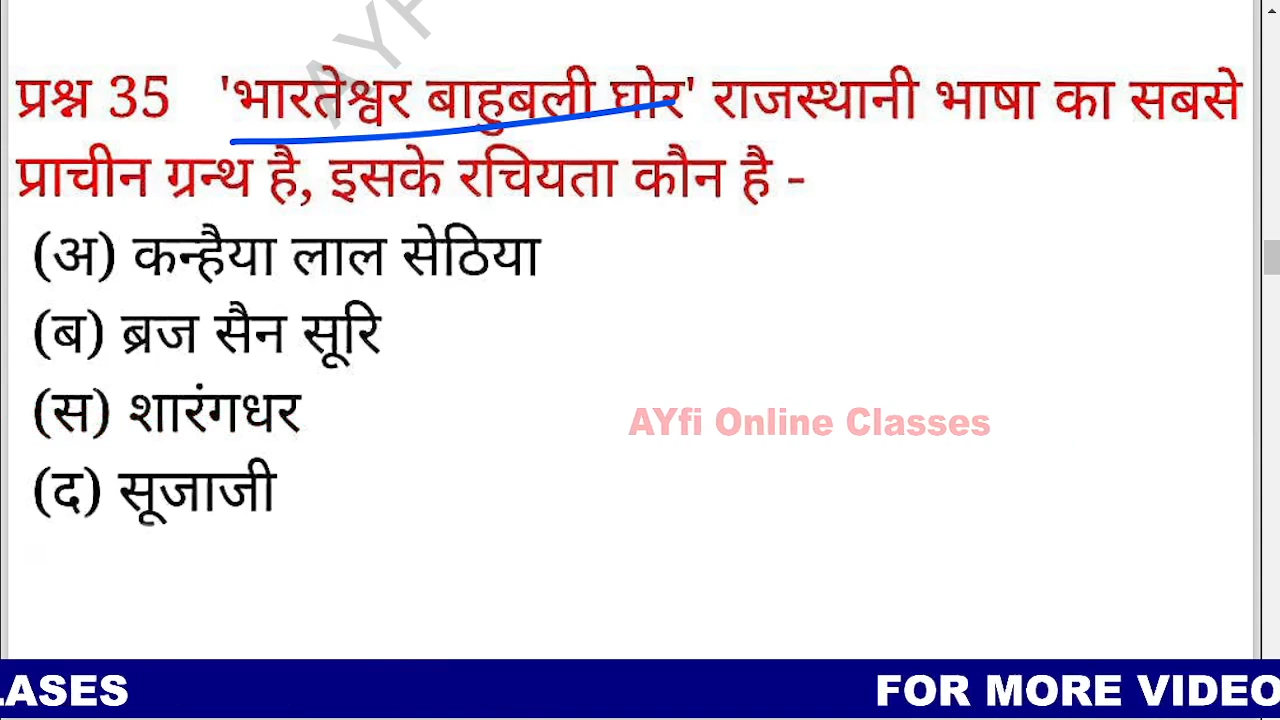 AYF
प्रश्न 35 'भारतेश्वर बाहुबली घोर' राजस्थानी भाषा का सबसे
प्राचीन ग्रन्थ है, इसके रचियता कौन है -
(अ) कन्हैया लाल सेठिया
(ब) ब्रज सैन सूरि
(स) शारंगधर
AYfi Online Classes
(द) सूजाजी
LASES FOR MORE VIDEO